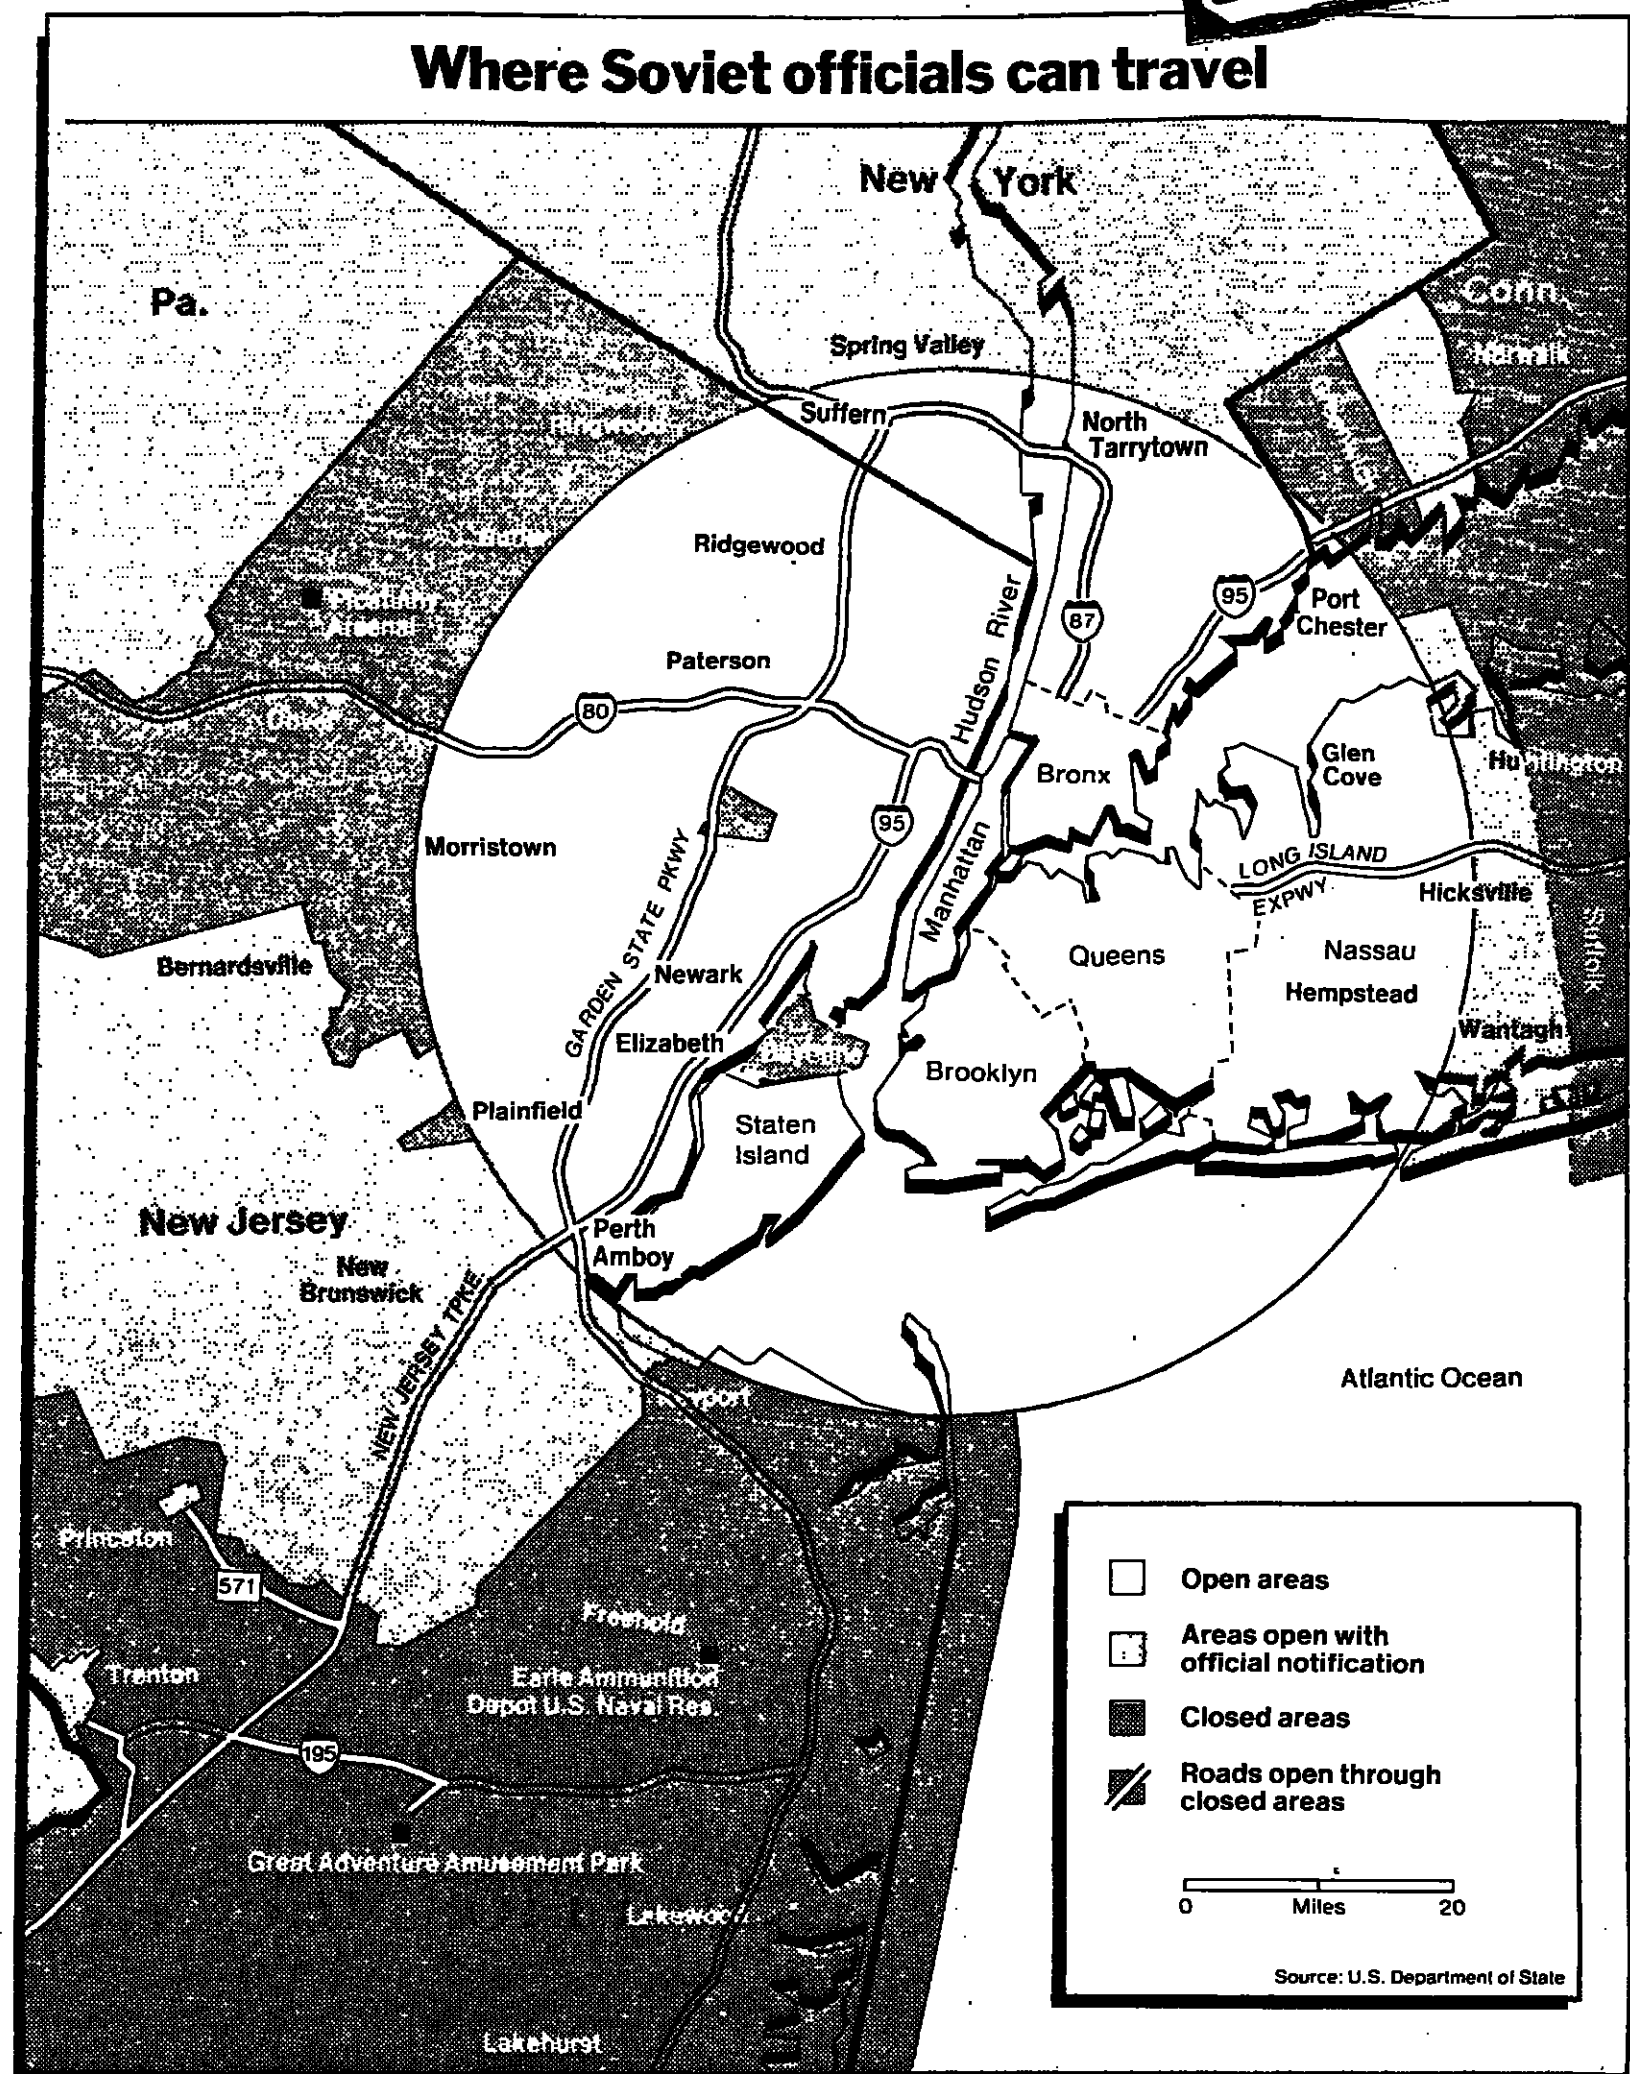 Where Soviet officials can travel
New York
Pa.
Conn.
Norwalk
Spring Valley
Suffern
North
Tarrytown
Ridgewood
Hudson River
87
95
Port
Chester
Paterson
80
Bronx
Glen
Cove
Huntington
95
Manhattan
Morristown
GARDEN STATE PKWY
LONG ISLAND
EXPWY.
Hicksville
Suffolk
Bernardsville
Newark
Queens
Nassau
Hempstead
Wantagh
Elizabeth
Brooklyn
Plainfield
Staten
Island
New Jersey
Perth
Amboy
New
Brunswick
NEW JERSEY TPKE.
Atlantic Ocean
Princeton
571
Freehold
Trenton
Earle Ammunition
Depot U.S. Naval Res.
195
Great Adventure Amusement Park
Lakewood
Lakehurst
Open areas
Areas open with
official notification
Closed areas
Roads open through
closed areas
0 Miles 20
Source: U.S. Department of State